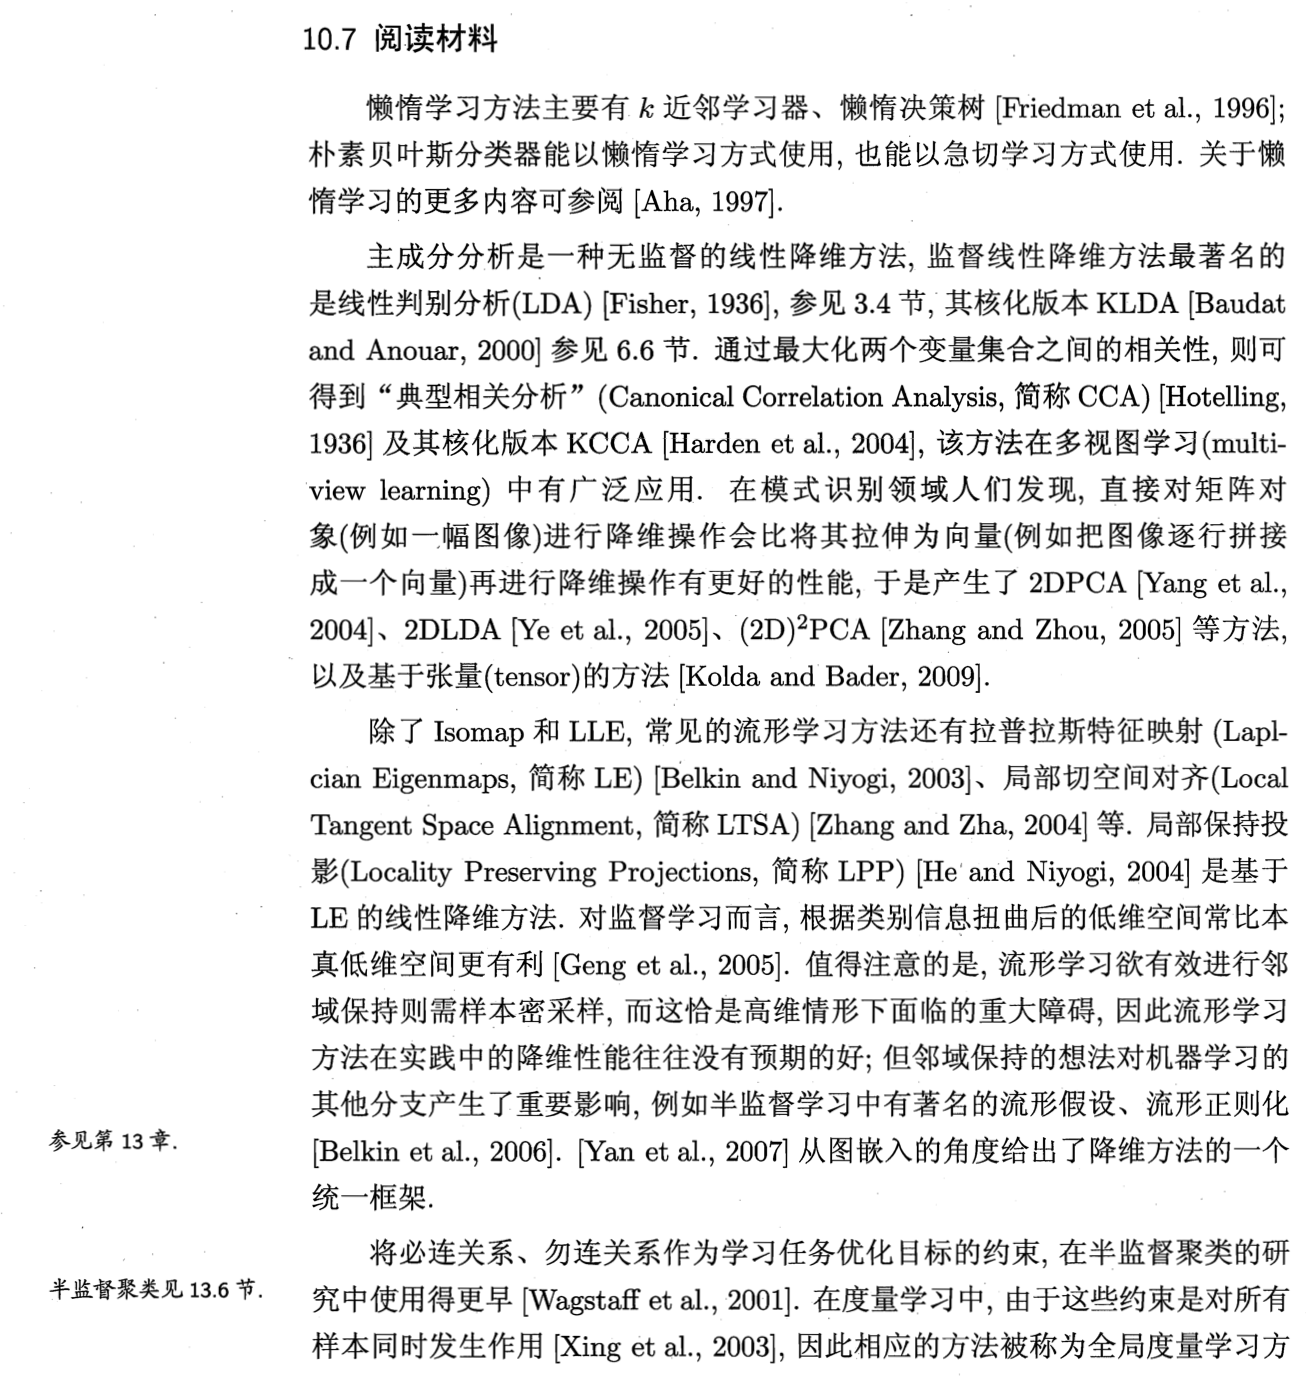 10.7 阅读材料
懒惰学习方法主要有 k 近邻学习器、懒惰决策树 [Friedman et al., 1996];
朴素贝叶斯分类器能以懒惰学习方式使用, 也能以急切学习方式使用. 关于懒
惰学习的更多内容可参阅 [Aha, 1997].
主成分分析是一种无监督的线性降维方法, 监督线性降维方法最著名的
是线性判别分析(LDA) [Fisher, 1936], 参见 3.4 节, 其核化版本 KLDA [Baudat
and Anouar, 2000] 参见 6.6 节. 通过最大化两个变量集合之间的相关性, 则可
得到“典型相关分析”(Canonical Correlation Analysis, 简称 CCA) [Hotelling,
1936] 及其核化版本 KCCA [Harden et al., 2004], 该方法在多视图学习(multi-
view learning) 中有广泛应用. 在模式识别领域人们发现, 直接对矩阵对
象(例如一幅图像)进行降维操作会比将其拉伸为向量(例如把图像逐行拼接
成一个向量)再进行降维操作有更好的性能, 于是产生了 2DPCA [Yang et al.,
2004]、2DLDA [Ye et al., 2005]、(2D)²PCA [Zhang and Zhou, 2005] 等方法,
以及基于张量(tensor)的方法 [Kolda and Bader, 2009].
除了 Isomap 和 LLE, 常见的流形学习方法还有拉普拉斯特征映射 (Lapl-
cian Eigenmaps, 简称 LE) [Belkin and Niyogi, 2003]、局部切空间对齐(Local
Tangent Space Alignment, 简称 LTSA) [Zhang and Zha, 2004] 等. 局部保持投
影(Locality Preserving Projections, 简称 LPP) [He and Niyogi, 2004] 是基于
LE 的线性降维方法. 对监督学习而言, 根据类别信息扭曲后的低维空间常比本
真低维空间更有利 [Geng et al., 2005]. 值得注意的是, 流形学习欲有效进行邻
域保持则需样本密采样, 而这恰是高维情形下面临的重大障碍, 因此流形学习
方法在实践中的降维性能往往没有预期的好; 但邻域保持的想法对机器学习的
其他分支产生了重要影响, 例如半监督学习中有著名的流形假设、流形正则化
参见第 13 章.
[Belkin et al., 2006]. [Yan et al., 2007] 从图嵌入的角度给出了降维方法的一个
统一框架.
将必连关系、勿连关系作为学习任务优化目标的约束, 在半监督聚类的研
半监督聚类见 13.6 节.
究中使用得更早 [Wagstaff et al., 2001]. 在度量学习中, 由于这些约束是对所有
样本同时发生作用 [Xing et al., 2003], 因此相应的方法被称为全局度量学习方